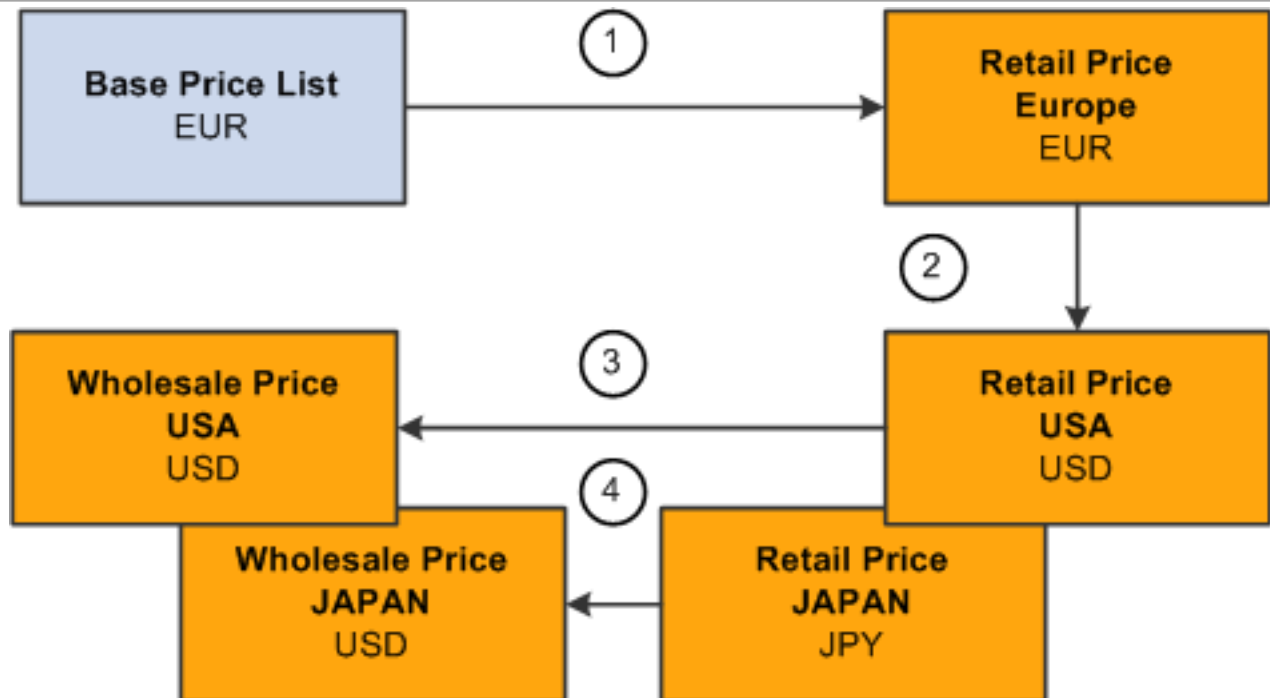 Base Price List
EUR
1
Retail Price
Europe
EUR
2
Wholesale Price
USA
USD
3
Retail Price
USA
USD
4
Wholesale Price
JAPAN
USD
Retail Price
JAPAN
JPY